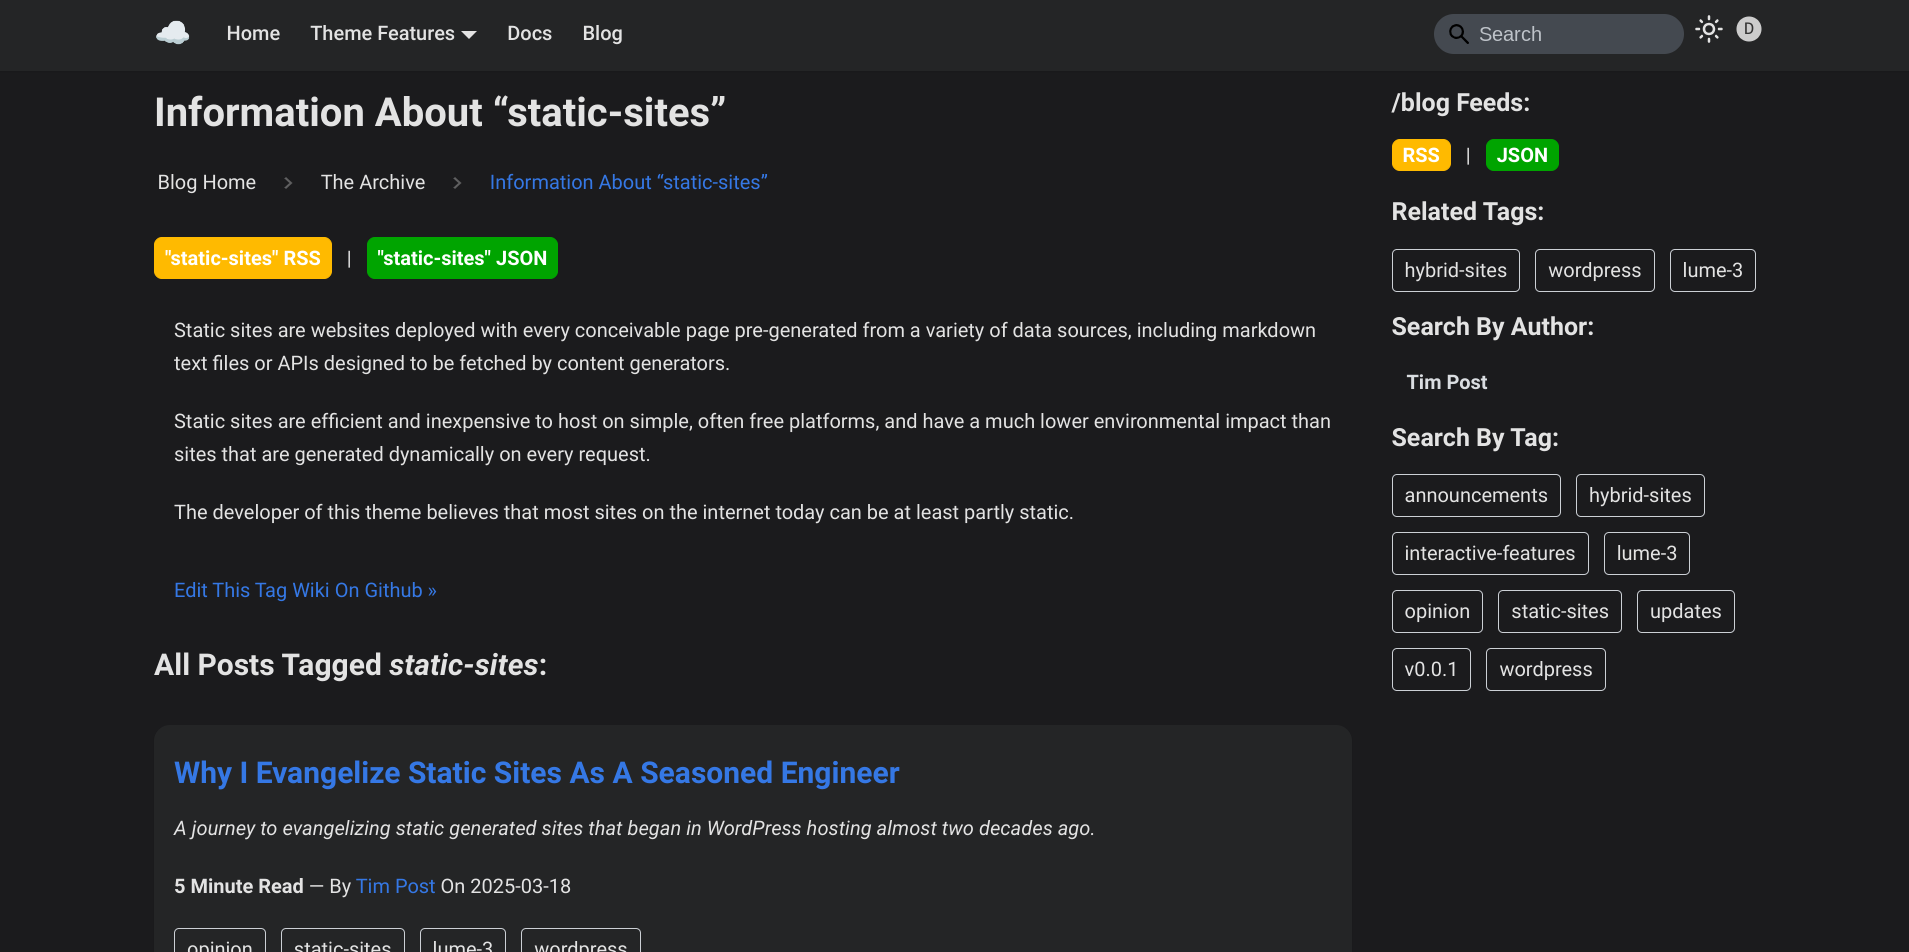 Home Theme Features Docs Blog Search D
Information About “static-sites”
Blog Home The Archive Information About “static-sites”
"static-sites" RSS | "static-sites" JSON
Static sites are websites deployed with every conceivable page pre-generated from a variety of data sources, including markdown
text files or APIs designed to be fetched by content generators.
Static sites are efficient and inexpensive to host on simple, often free platforms, and have a much lower environmental impact than
sites that are generated dynamically on every request.
The developer of this theme believes that most sites on the internet today can be at least partly static.
Edit This Tag Wiki On Github »
All Posts Tagged static-sites:
Why I Evangelize Static Sites As A Seasoned Engineer
A journey to evangelizing static generated sites that began in WordPress hosting almost two decades ago.
5 Minute Read — By Tim Post On 2025-03-18
opinion static-sites lume-3 wordpress
/blog Feeds:
RSS | JSON
Related Tags:
hybrid-sites wordpress lume-3
Search By Author:
Tim Post
Search By Tag:
announcements hybrid-sites
interactive-features lume-3
opinion static-sites updates
v0.0.1 wordpress